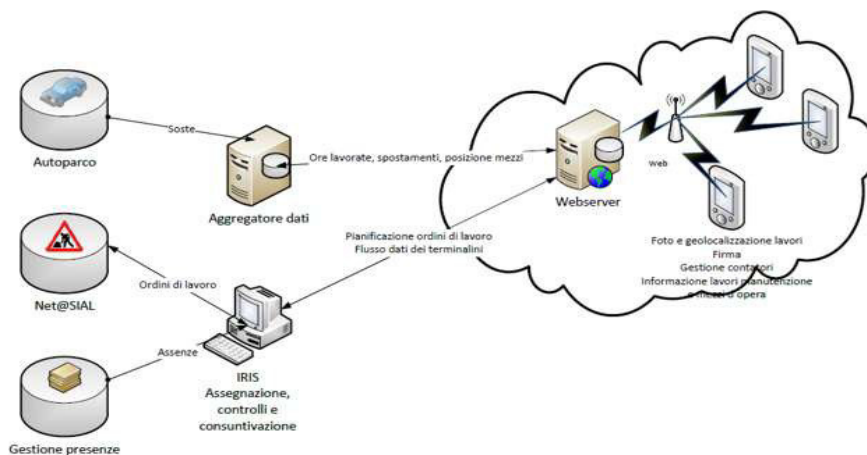 Soste
Autoparco
Ore lavorate, spostamenti, posizione mezzi
Web
Aggregatore dati
Webserver
Pianificazione ordini di lavoro
Flusso dati dei terminalini
Foto e geolocalizzazione lavori
Firma
Gestione contatori
Informazione lavori manutenzione
e mezzi d'opera
Ordini di lavoro
Net@SIAL
Assenze
IRIS
Assegnazione,
controlli e
consuntivazione
Gestione presenze